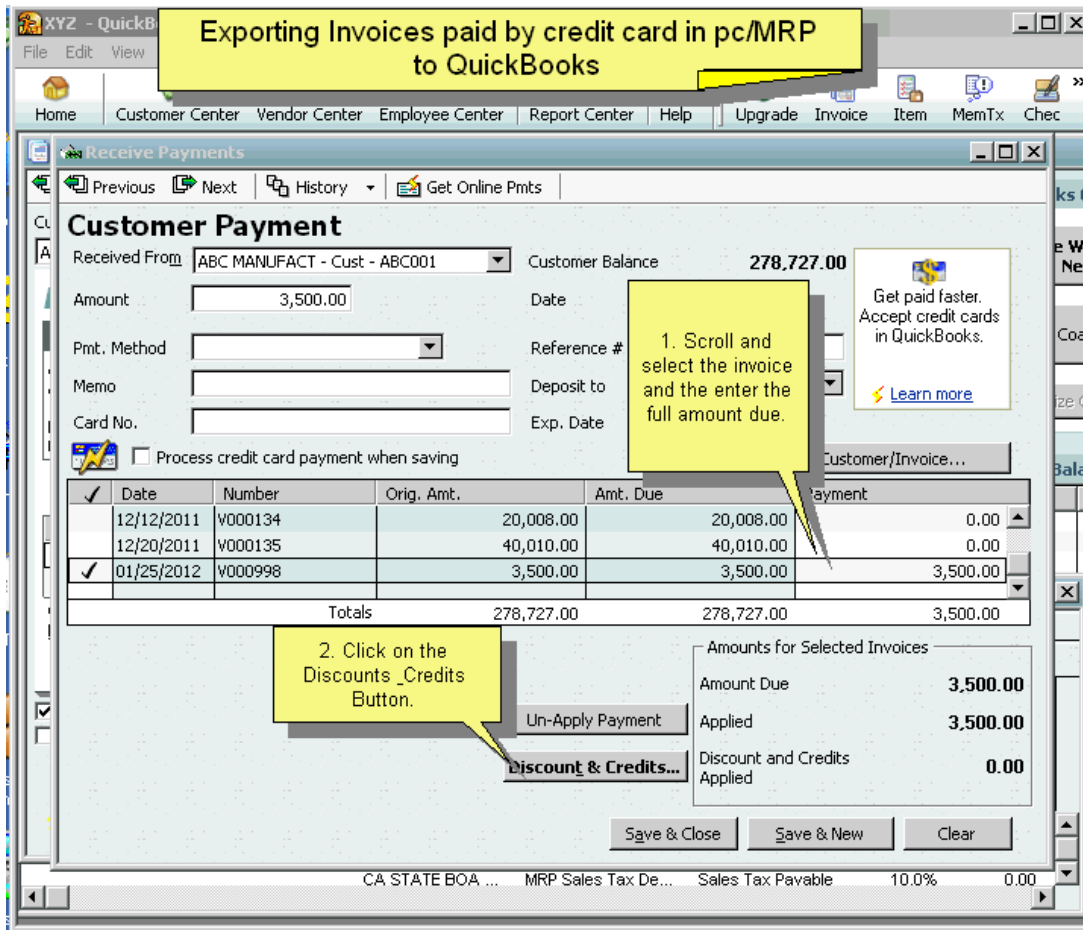 XYZ - QuickB
Exporting Invoices paid by credit card in pc/MRP
to QuickBooks
File Edit View
Home Customer Center Vendor Center Employee Center Report Center Help Upgrade Invoice Item MemTx Chec
Receive Payments
Previous Next History Get Online Pmts
Customer Payment
Received From ABC MANUFACT - Cust - ABC001 Customer Balance 278,727.00
Amount 3,500.00 Date
Pmt. Method Reference #
Memo Deposit to
Card No. Exp. Date
1. Scroll and
select the invoice
and the enter the
full amount due.
Get paid faster.
Accept credit cards
in QuickBooks.
Learn more
Process credit card payment when saving
Customer/Invoice...
Date Number Orig. Amt. Amt. Due Payment
12/12/2011 V000134 20,008.00 20,008.00 0.00
12/20/2011 V000135 40,010.00 40,010.00 0.00
01/25/2012 V000998 3,500.00 3,500.00 3,500.00
Totals 278,727.00 278,727.00 3,500.00
2. Click on the
Discounts _Credits
Button.
Un-Apply Payment
Discount & Credits...
Amounts for Selected Invoices
Amount Due 3,500.00
Applied 3,500.00
Discount and Credits
Applied 0.00
Save & Close Save & New Clear
CA STATE BOA ... MRP Sales Tax De... Sales Tax Payable 10.0% 0.00